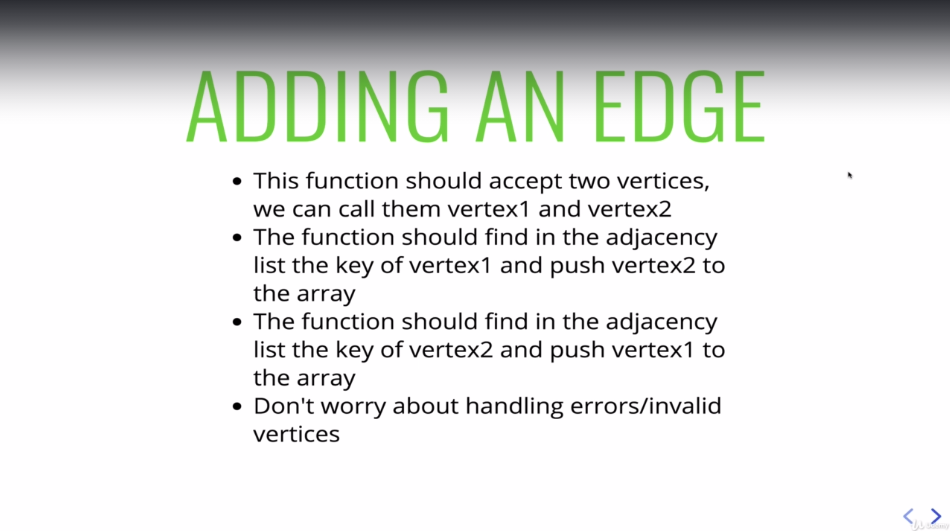 ADDING AN EDGE
• This function should accept two vertices,
we can call them vertex1 and vertex2
• The function should find in the adjacency
list the key of vertex1 and push vertex2 to
the array
• The function should find in the adjacency
list the key of vertex2 and push vertex1 to
the array
• Don't worry about handling errors/invalid
vertices